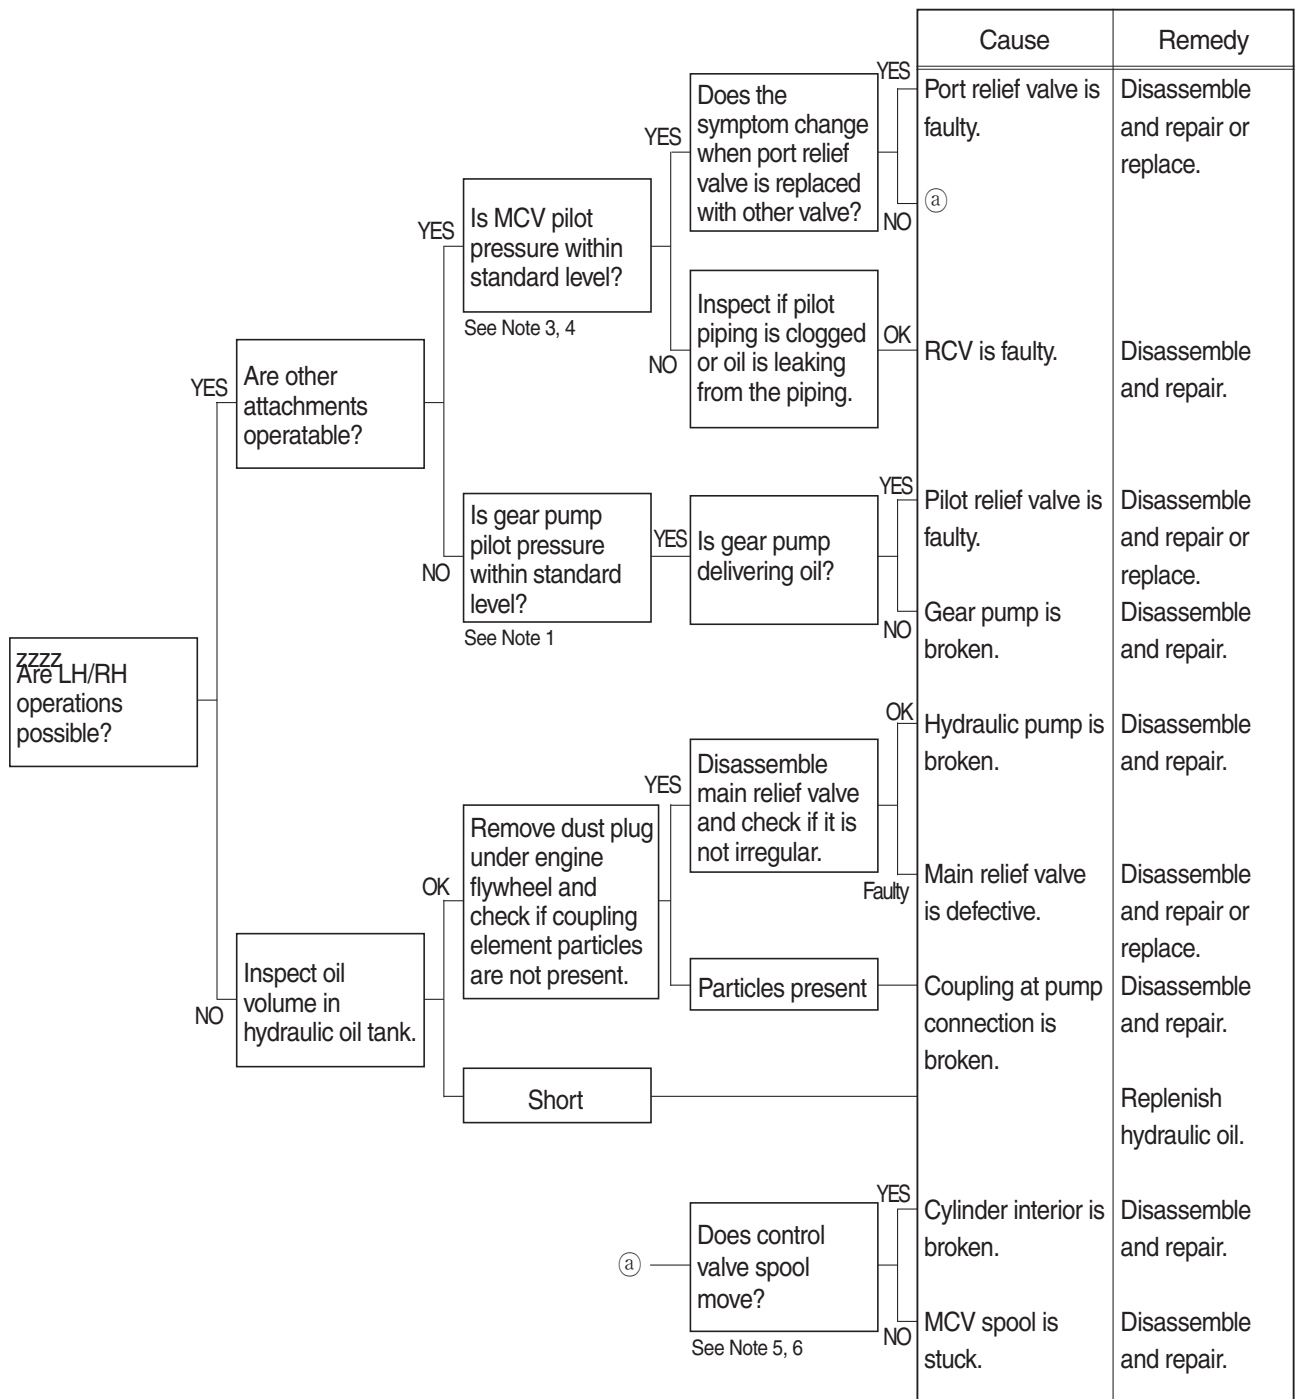 Cause
Remedy
YES
Does the
symptom change
when port relief
valve is replaced
with other valve?
Port relief valve is
faulty.
Disassemble
and repair or
replace.
YES
NO
ⓐ
YES
Is MCV pilot
pressure within
standard level?
See Note 3, 4
Inspect if pilot
piping is clogged
or oil is leaking
from the piping.
NO
OK
RCV is faulty.
Disassemble
and repair.
YES
Are other
attachments
operatable?
NO
Is gear pump
pilot pressure
within standard
level?
See Note 1
YES
Is gear pump
delivering oil?
YES
Pilot relief valve is
faulty.
Disassemble
and repair or
replace.
NO
Gear pump is
broken.
Disassemble
and repair.
zzzz
Are LH/RH
operations
possible?
OK
Hydraulic pump is
broken.
Disassemble
and repair.
YES
Disassemble
main relief valve
and check if it is
not irregular.
Faulty
Main relief valve
is defective.
Disassemble
and repair or
replace.
OK
Remove dust plug
under engine
flywheel and
check if coupling
element particles
are not present.
Particles present
Coupling at pump
connection is
broken.
Disassemble
and repair.
NO
Inspect oil
volume in
hydraulic oil tank.
Short
Replenish
hydraulic oil.
ⓐ
Does control
valve spool
move?
See Note 5, 6
YES
Cylinder interior is
broken.
Disassemble
and repair.
NO
MCV spool is
stuck.
Disassemble
and repair.